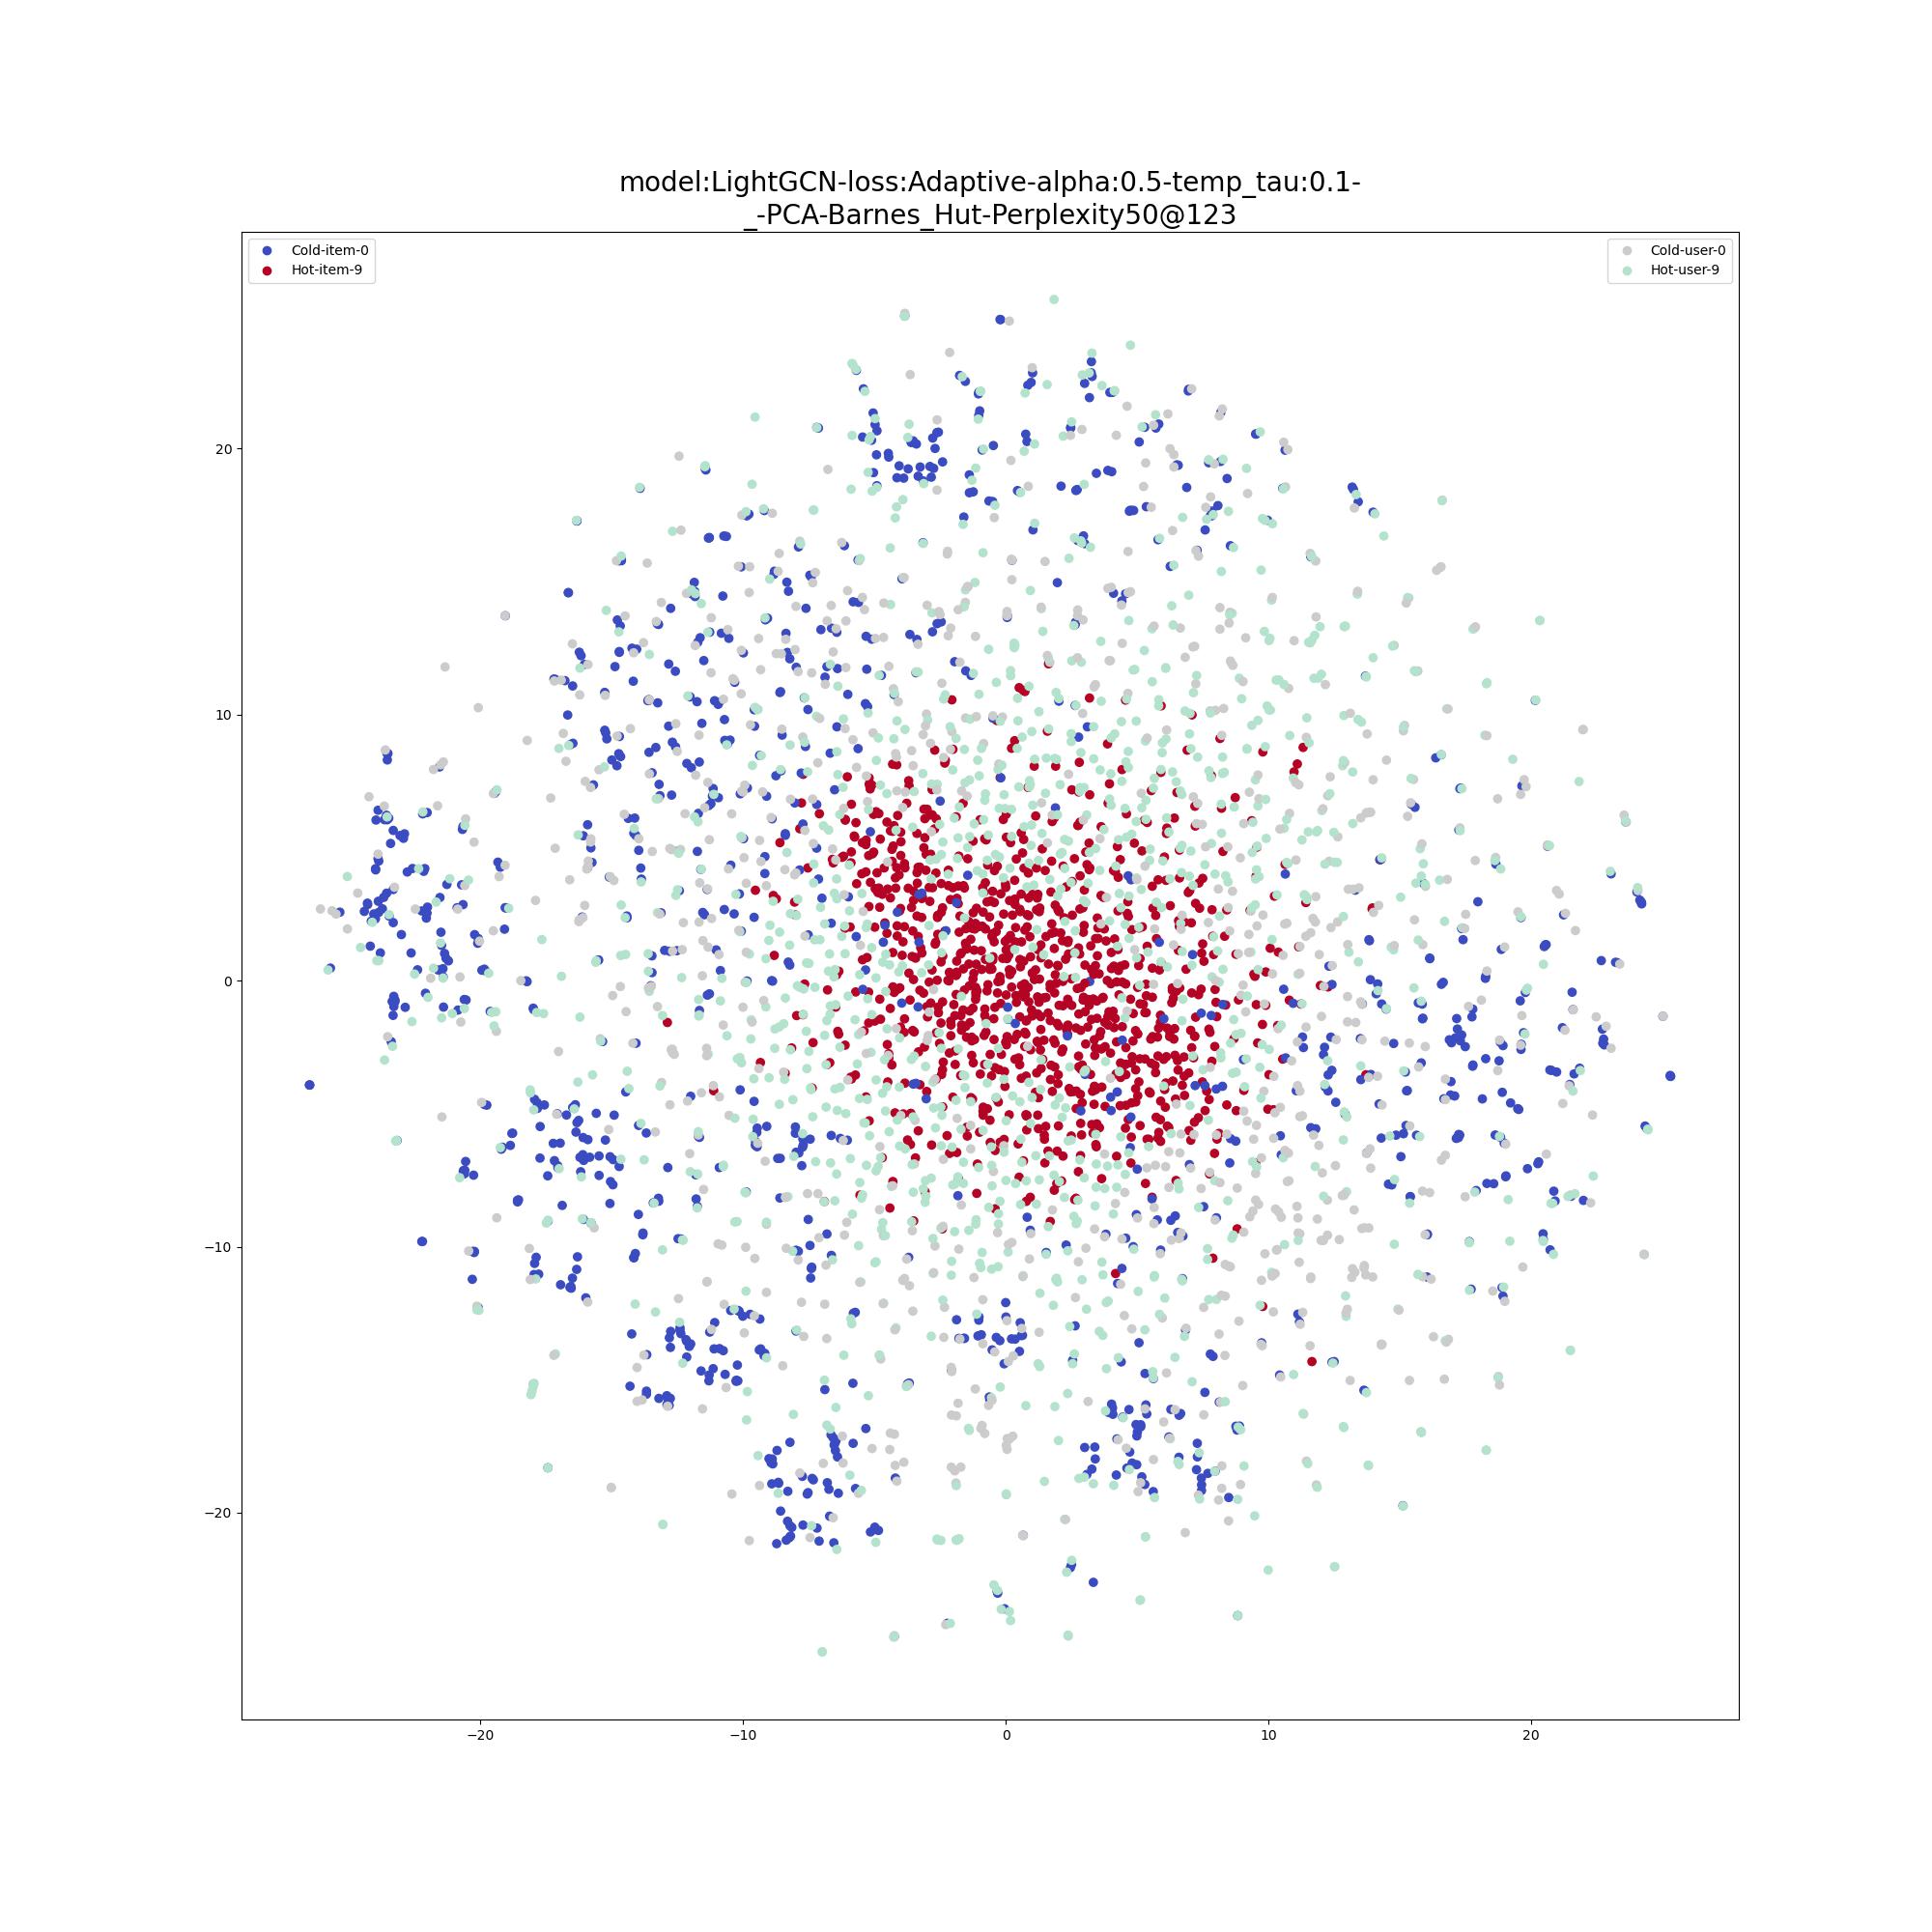 model:LightGCN-loss:Adaptive-alpha:0.5-temp_tau:0.1-
_-PCA-Barnes_Hut-Perplexity50@123
Cold-item-0
Hot-item-9
Cold-user-0
Hot-user-9
20
10
0
−10
−20
−20
−10
0
10
20